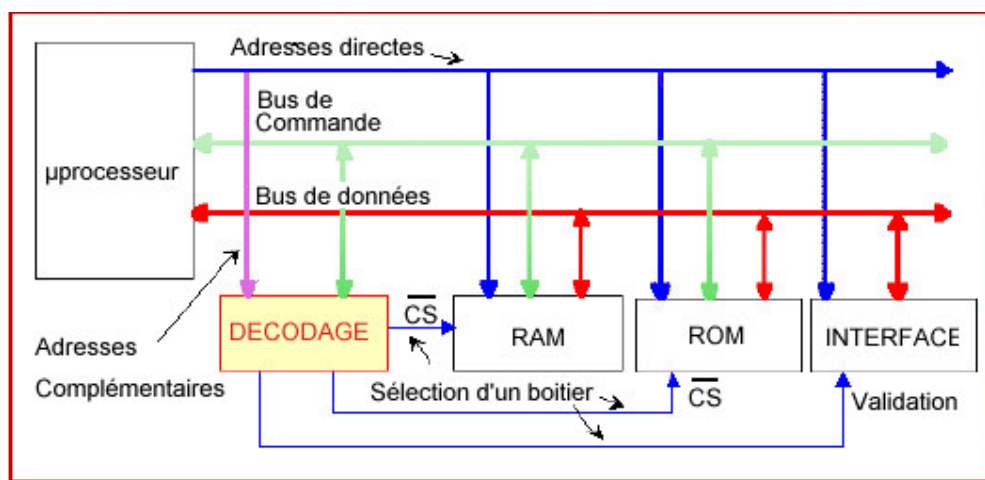 Adresses directes
Bus de
Commande
µprocesseur
Bus de données
CS
DECODAGE
RAM
ROM
INTERFACE
Adresses
Complémentaires
Sélection d'un boitier
CS
Validation